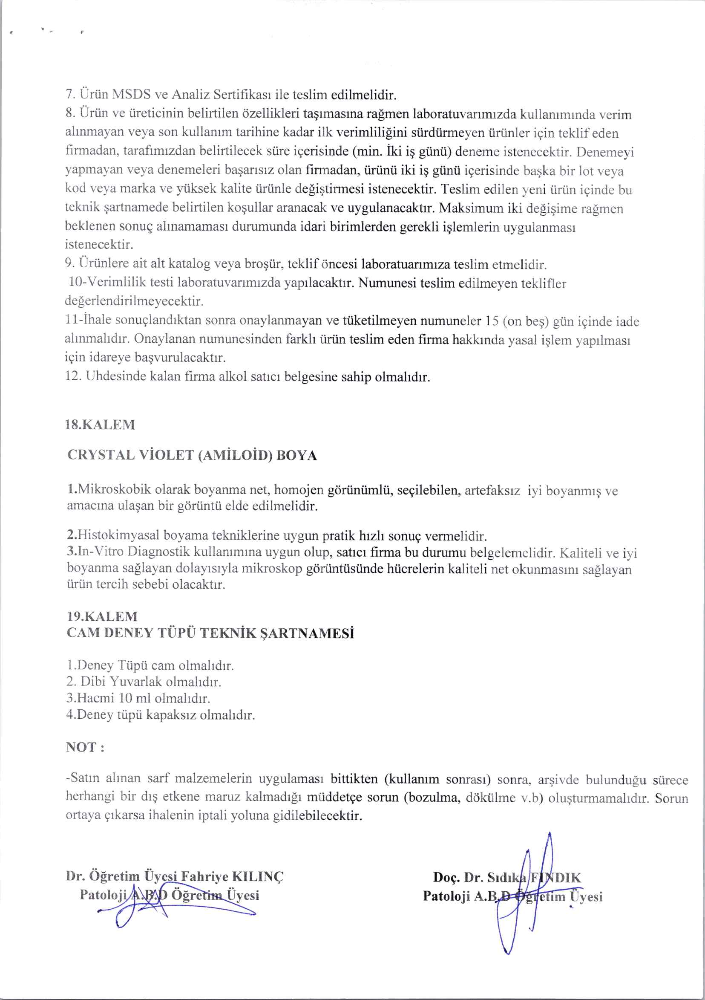 7. Ürün MSDS ve Analiz Sertifikası ile teslim edilmelidir.
8. Ürün ve üreticinin belirtilen özellikleri taşımasına rağmen laboratuvarımızda kullanımında verim
alınmayan veya son kullanım tarihine kadar ilk verimliliğini sürdürmeyen ürünler için teklif eden
firmadan, tarafımızdan belirtilecek süre içerisinde (min. İki iş günü) deneme istenecektir. Denemeyi
yapmayan veya denemeleri başarısız olan firmadan, ürünü iki iş günü içerisinde başka bir lot veya
kod veya marka ve yüksek kalite ürünle değiştirmesi istenecektir. Teslim edilen yeni ürün içinde bu
teknik şartnamede belirtilen koşullar aranacak ve uygulanacaktır. Maksimum iki değişime rağmen
beklenen sonuç alınamaması durumunda idari birimlerden gerekli işlemlerin uygulanması
istenecektir.
9. Ürünlere ait alt katalog veya broşür, teklif öncesi laboratuarımıza teslim etmelidir.
10-Verimlilik testi laboratuvarımızda yapılacaktır. Numunesi teslim edilmeyen teklifler
değerlendirilmeyecektir.
11-İhale sonuçlandıktan sonra onaylanmayan ve tüketilmeyen numuneler 15 (on beş) gün içinde iade
alınmalıdır. Onaylanan numunesinden farklı ürün teslim eden firma hakkında yasal işlem yapılması
için idareye başvurulacaktır.
12. Uhdesinde kalan firma alkol satıcı belgesine sahip olmalıdır.
18.KALEM
CRYSTAL VİOLET (AMİLOİD) BOYA
1.Mikroskobik olarak boyanma net, homojen görünümlü, seçilebilen, artefaksız iyi boyanmış ve
amacına ulaşan bir görüntü elde edilmelidir.
2.Histokimyasal boyama tekniklerine uygun pratik hızlı sonuç vermelidir.
3.In-Vitro Diagnostik kullanımına uygun olup, satıcı firma bu durumu belgelemelidir. Kaliteli ve iyi
boyanma sağlayan dolayısıyla mikroskop görüntüsünde hücrelerin kaliteli net okunmasını sağlayan
ürün tercih sebebi olacaktır.
19.KALEM
CAM DENEY TÜPÜ TEKNİK ŞARTNAMESİ
1.Deney Tüpü cam olmalıdır.
2. Dibi Yuvarlak olmalıdır.
3.Hacmi 10 ml olmalıdır.
4.Deney tüpü kapaksız olmalıdır.
NOT :
-Satın alınan sarf malzemelerin uygulaması bittikten (kullanım sonrası) sonra, arşivde bulunduğu sürece
herhangi bir dış etkene maruz kalmadığı müddetçe sorun (bozulma, dökülme v.b) oluşturmamalıdır. Sorun
ortaya çıkarsa ihalenin iptali yoluna gidilebilecektir.
Dr. Öğretim Üyesi Fahriye KILINÇ
Patoloji A.B.D Öğretim Üyesi
Doç. Dr. Sıdıka FINDIK
Patoloji A.B.D Öğretim Üyesi